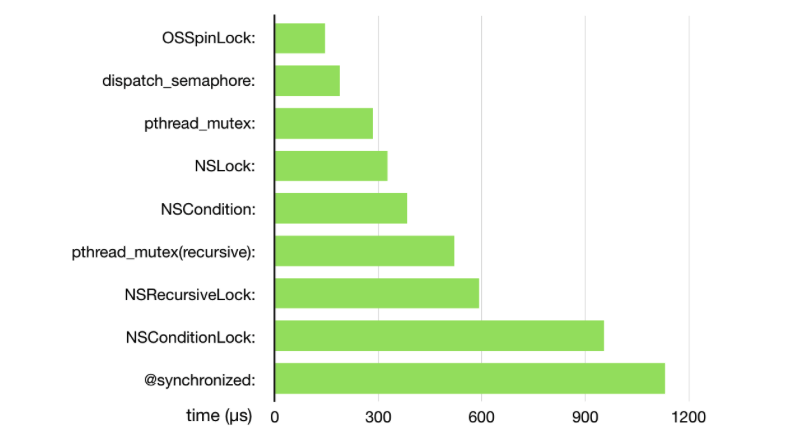 OSSpinLock:
dispatch_semaphore:
pthread_mutex:
NSLock:
NSCondition:
pthread_mutex(recursive):
NSRecursiveLock:
NSConditionLock:
@synchronized:
time (μs) 0 300 600 900 1200